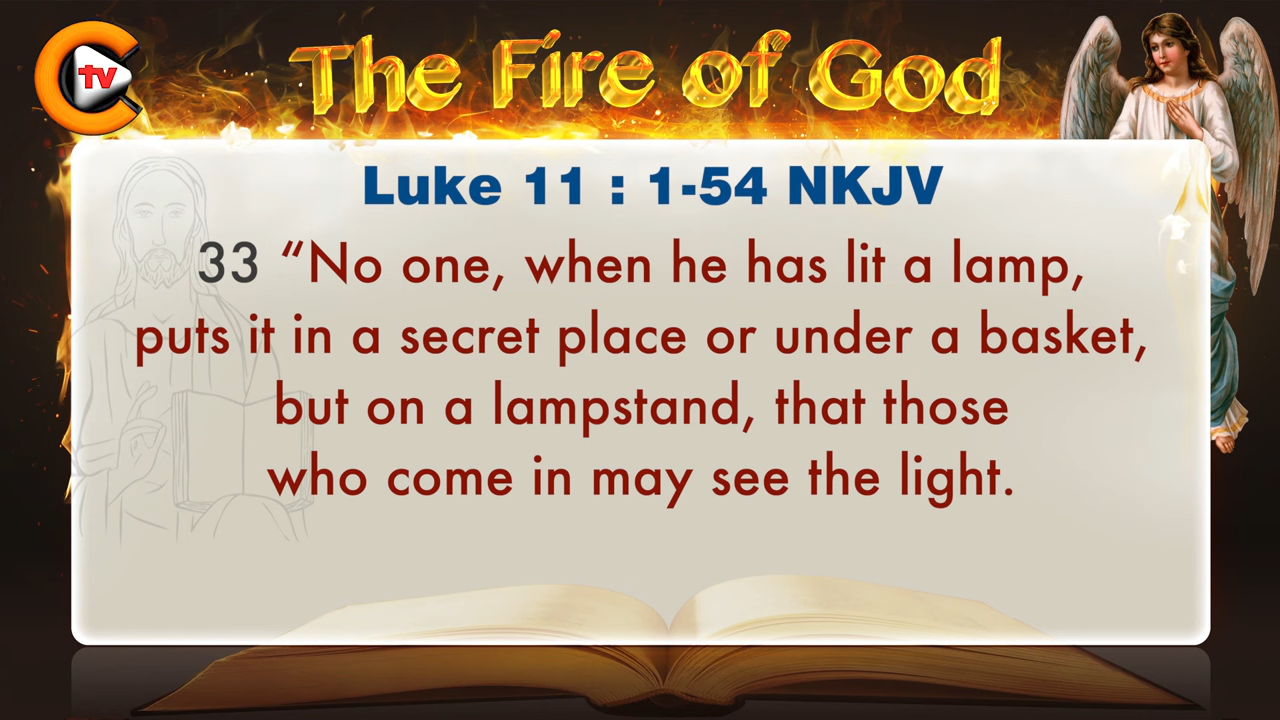 tv
The Fire of God
Luke 11 : 1-54 NKJV
33 “No one, when he has lit a lamp,
puts it in a secret place or under a basket,
but on a lampstand, that those
who come in may see the light.